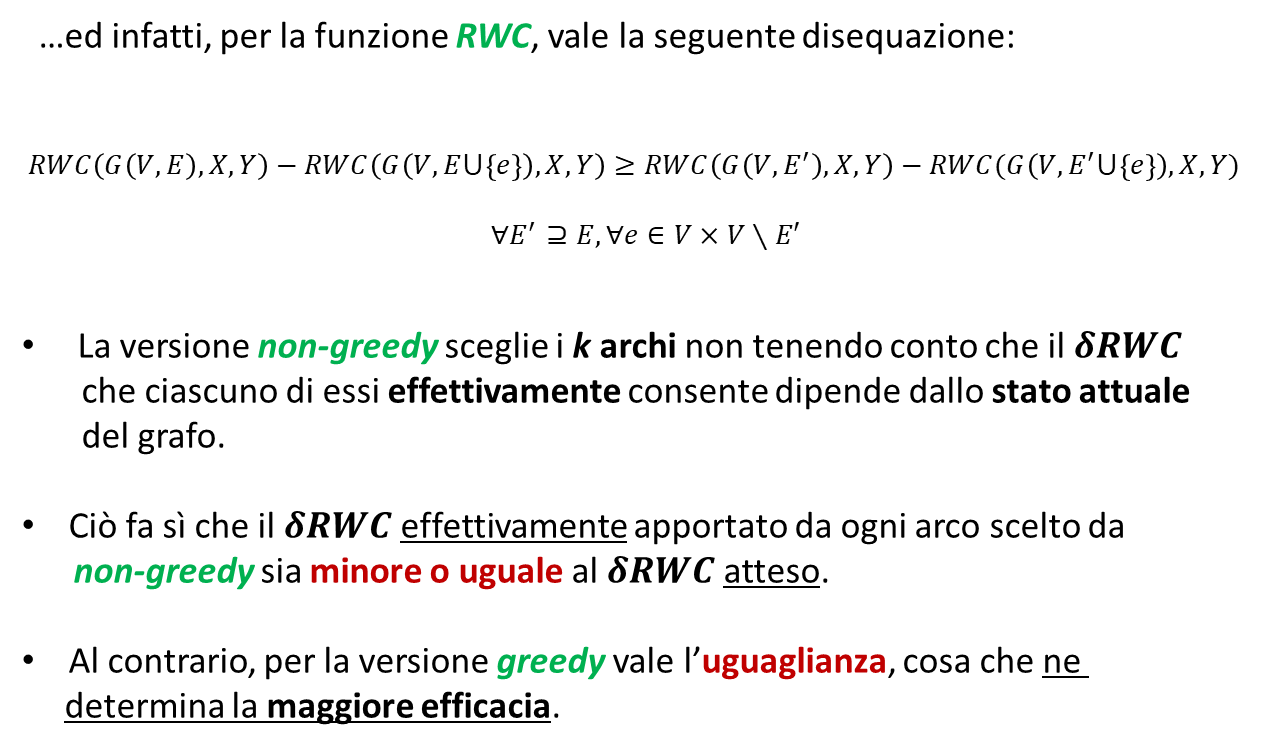 …ed infatti, per la funzione RWC, vale la seguente disequazione:
RWC(G(V, E), X, Y) − RWC(G(V, E∪{e}), X, Y) ≥ RWC(G(V, E′), X, Y) − RWC(G(V, E′∪{e}), X, Y)
∀E′ ⊇ E, ∀e ∈ V × V ∖ E′
• La versione non-greedy sceglie i k archi non tenendo conto che il δRWC
che ciascuno di essi effettivamente consente dipende dallo stato attuale
del grafo.
• Ciò fa sì che il δRWC effettivamente apportato da ogni arco scelto da
non-greedy sia minore o uguale al δRWC atteso.
• Al contrario, per la versione greedy vale l’uguaglianza, cosa che ne
determina la maggiore efficacia.